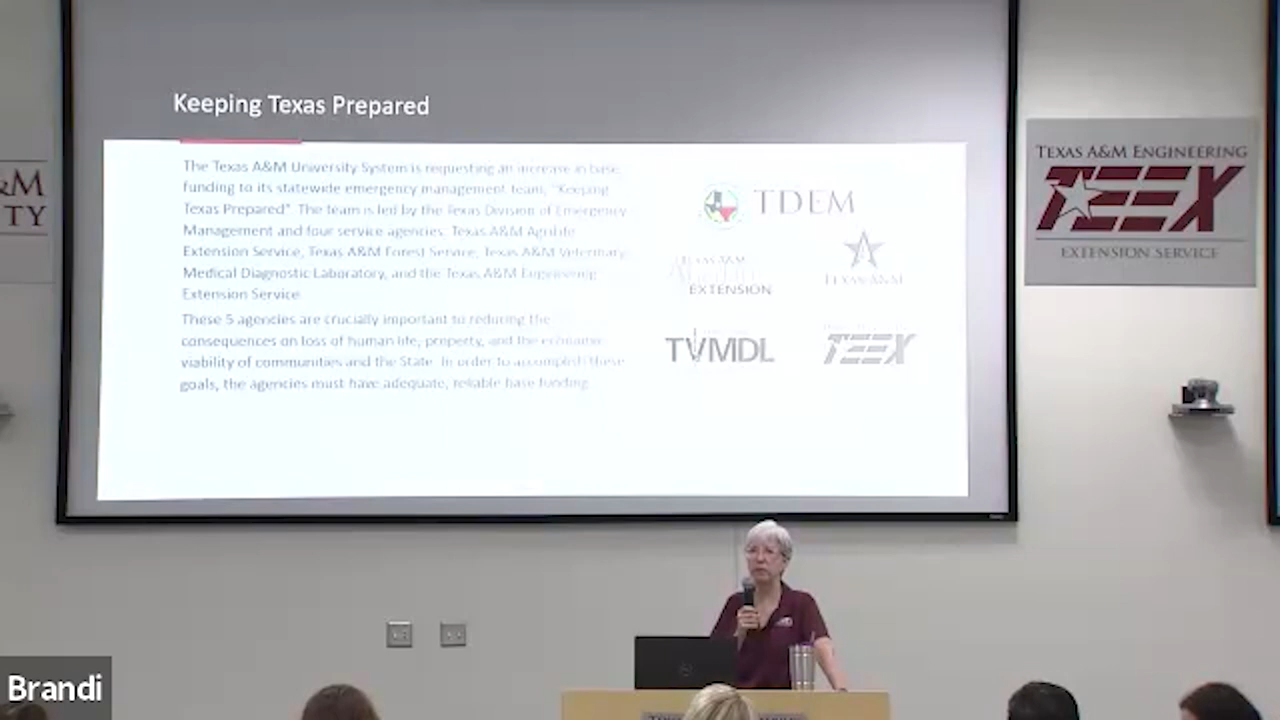 Keeping Texas Prepared
The Texas A&M University System is requesting an increase in base
funding to its statewide emergency management team, "Keeping
Texas Prepared". The team is led by the Texas Division of Emergency
Management and four service agencies: Texas A&M AgriLife
Extension Service, Texas A&M Forest Service, Texas A&M Veterinary
Medical Diagnostic Laboratory, and the Texas A&M Engineering
Extension Service.
These 5 agencies are crucially important to reducing the
consequences on loss of human life, property, and the economic
viability of communities and the State. In order to accomplish these
goals, the agencies must have adequate, reliable base funding.
TDEM
TEXAS A&M
EXTENSION
TEXAS A&M
TVMDL
TEEX
&M
TY
TEXAS A&M ENGINEERING
TEEX
EXTENSION SERVICE
Brandi